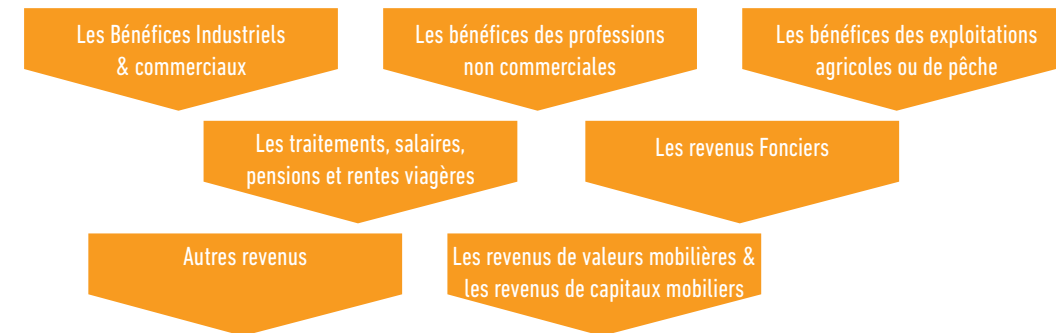 Les Bénéfices Industriels
& commerciaux
Les bénéfices des professions
non commerciales
Les bénéfices des exploitations
agricoles ou de pêche
Les traitements, salaires,
pensions et rentes viagères
Les revenus Fonciers
Autres revenus
Les revenus de valeurs mobilières &
les revenus de capitaux mobiliers